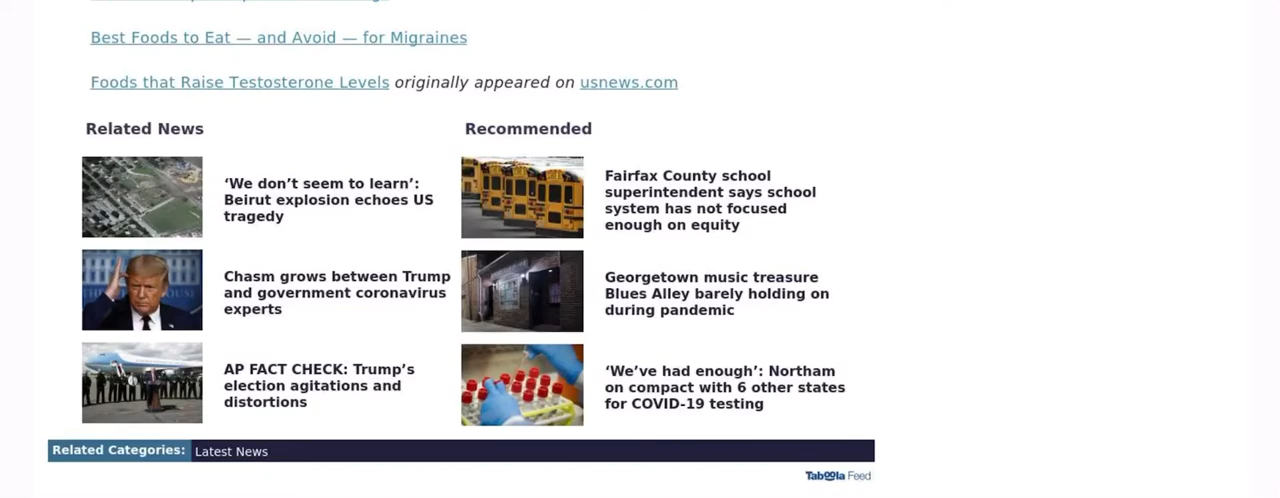 Best Foods to Eat — and Avoid — for Migraines
Foods that Raise Testosterone Levels originally appeared on usnews.com
Related News
‘We don’t seem to learn’:
Beirut explosion echoes US
tragedy
Chasm grows between Trump
and government coronavirus
experts
AP FACT CHECK: Trump’s
election agitations and
distortions
Recommended
Fairfax County school
superintendent says school
system has not focused
enough on equity
Georgetown music treasure
Blues Alley barely holding on
during pandemic
‘We’ve had enough’: Northam
on compact with 6 other states
for COVID-19 testing
Related Categories: Latest News
Taboola Feed